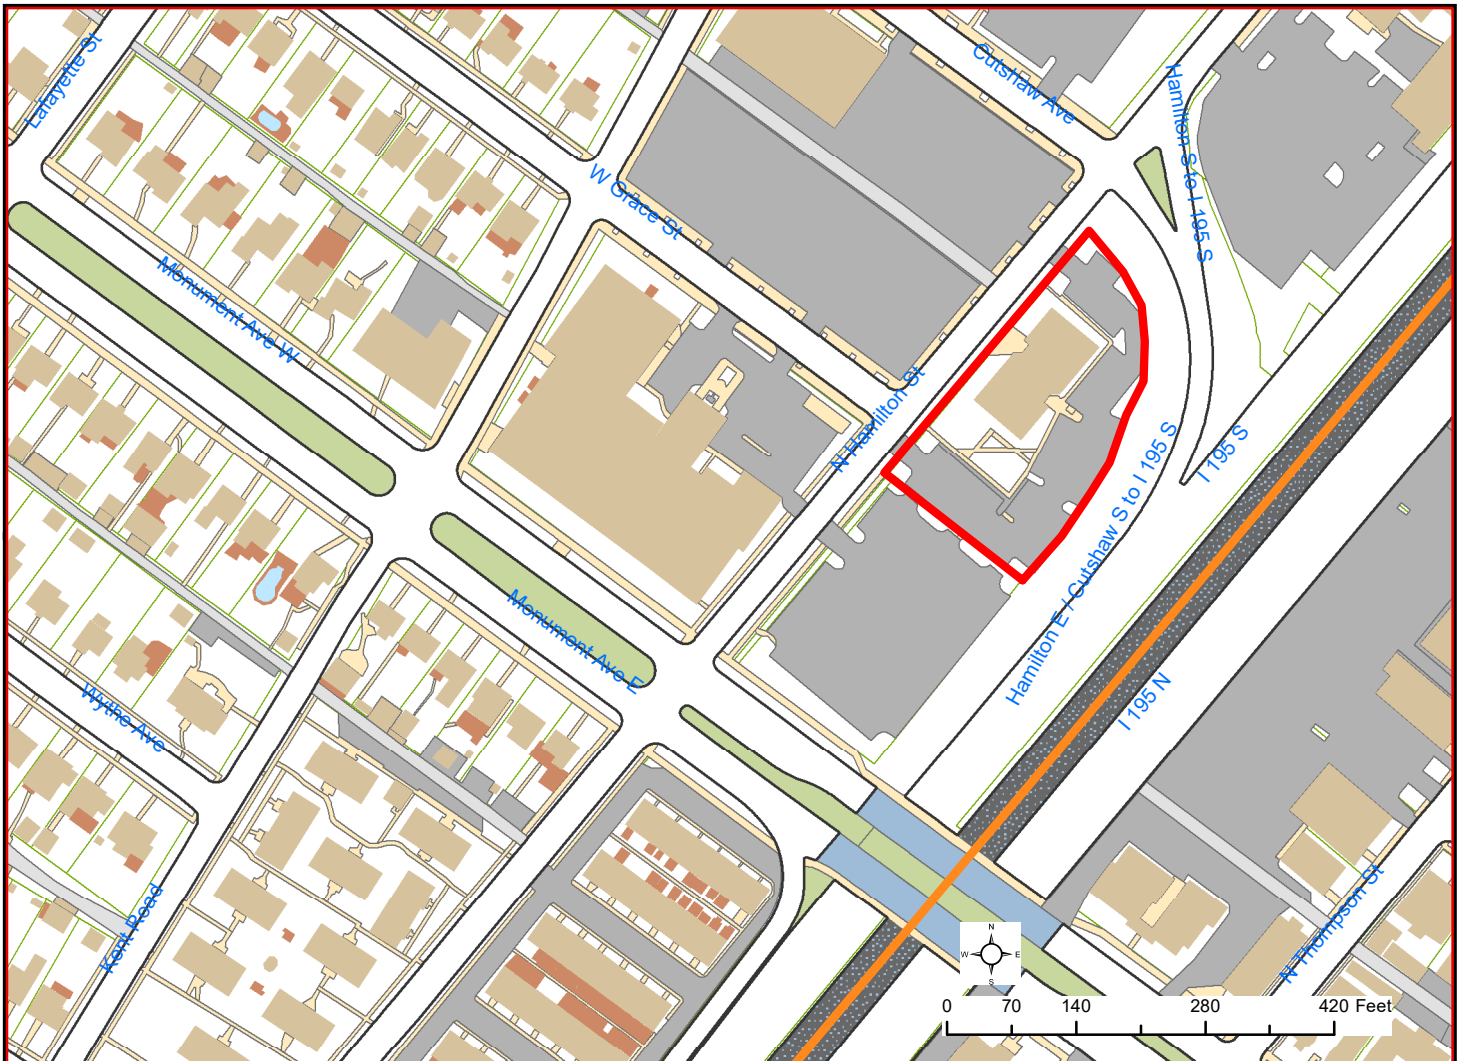 Lafayette St
Cutshaw Ave
Hamilton S to I 195 S
W Grace St
Monument Ave W
N Hamilton St
Hamilton E / Cutshaw S to I 195 S
I 195 S
Monument Ave E
I 195 N
Wythe Ave
Kent Road
N Thompson St
N
W E
S
0 70 140 280 420 Feet